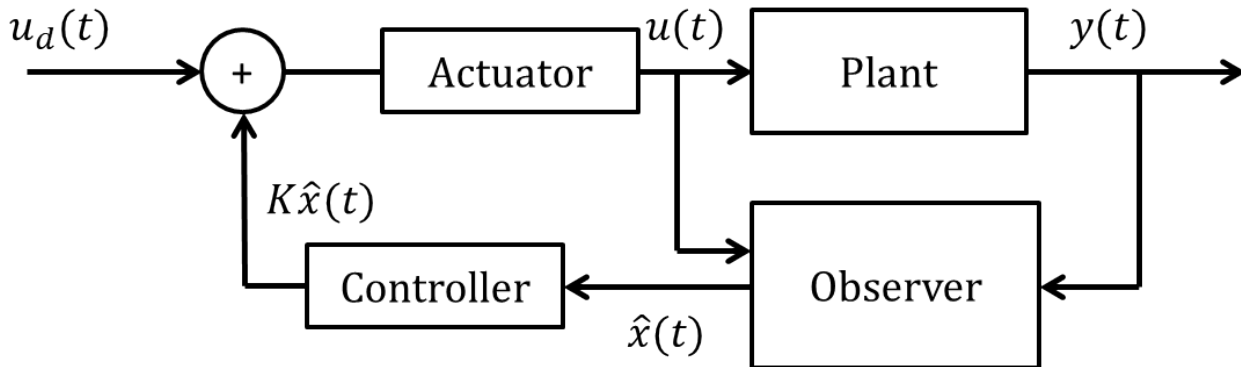 u_d(t)
+
Actuator
u(t)
Plant
y(t)
Kx̂(t)
Controller
x̂(t)
Observer